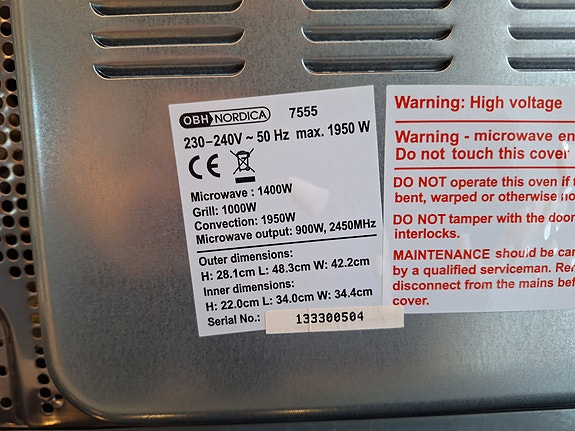 OBH NORDICA 7555
230-240V ~ 50 Hz max. 1950 W
CE
Microwave : 1400W
Grill: 1000W
Convection: 1950W
Microwave output: 900W, 2450MHz
Outer dimensions:
H: 28.1cm L: 48.3cm W: 42.2cm
Inner dimensions:
H: 22.0cm L: 34.0cm W: 34.4cm
Serial No.: 133300504
Warning: High voltage
Warning - microwave en
Do not touch this cover
DO NOT operate this oven if t
bent, warped or otherwise
DO NOT tamper with the door
interlocks.
MAINTENANCE should be
by a qualified serviceman.
disconnect from the mains
cover.